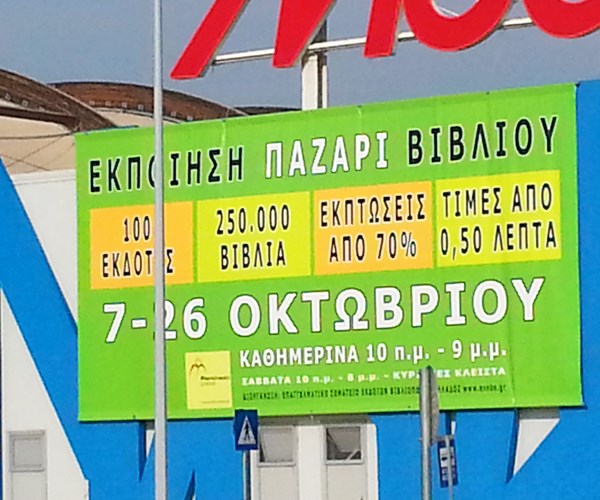 ΕΚΠΟΙΗΣΗ ΠΑΖΑΡΙ ΒΙΒΛΙΟΥ
100 ΕΚΔΟΤΕΣ
250.000 ΒΙΒΛΙΑ
ΕΚΠΤΩΣΕΙΣ ΑΠΟ 70%
ΤΙΜΕΣ ΑΠΟ 0,50 ΛΕΠΤΑ
7-26 ΟΚΤΩΒΡΙΟΥ
ΚΑΘΗΜΕΡΙΝΑ 10 π.μ. - 9 μ.μ.
ΣΑΒΒΑΤΑ 10 π.μ. - 8 μ.μ. - ΚΥΡΙΑΚΕΣ ΚΛΕΙΣΤΑ